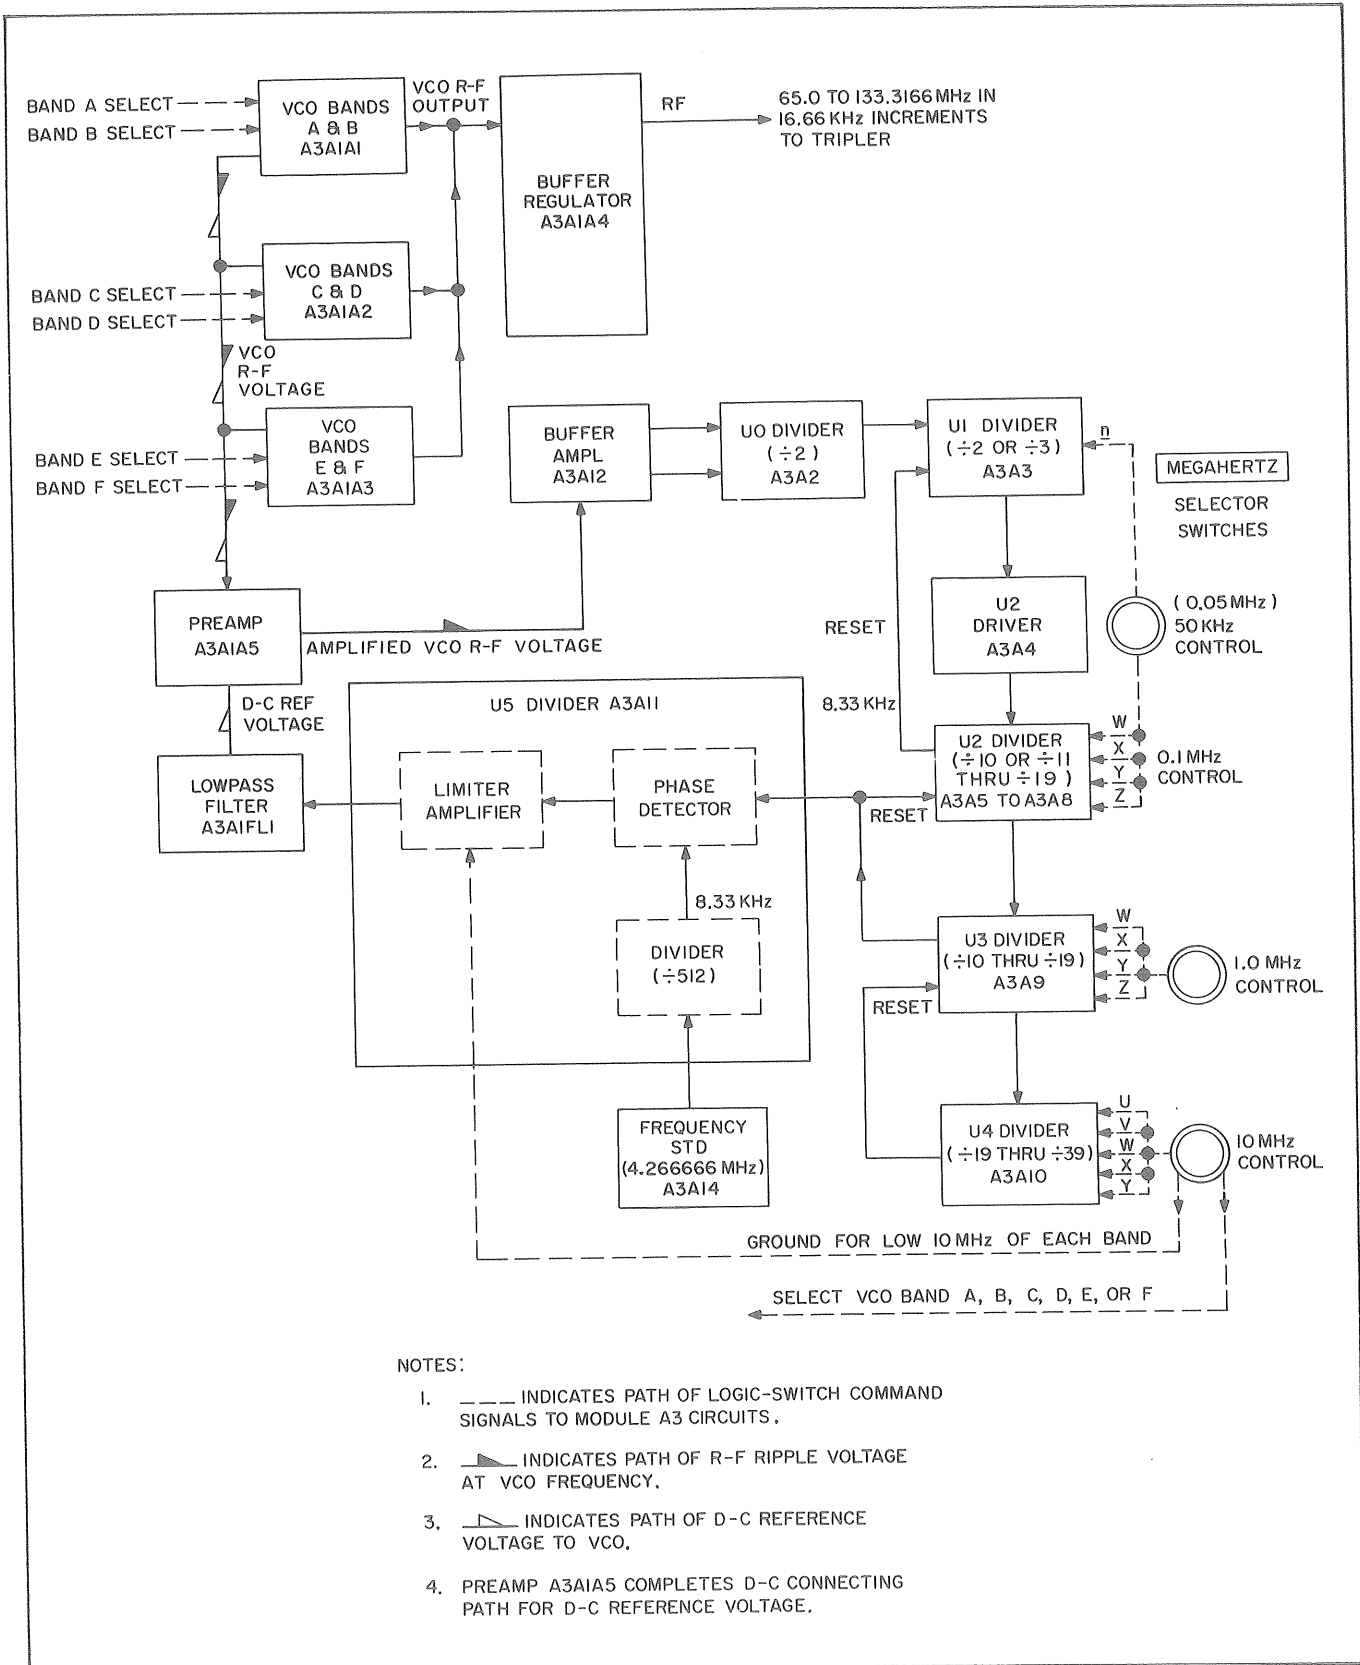 BAND A SELECT
BAND B SELECT
VCO BANDS
A & B
A3A1A1
VCO R-F
OUTPUT
BUFFER
REGULATOR
A3A1A4
RF
65.0 TO 133.3166 MHz IN
16.66 KHz INCREMENTS
TO TRIPLER
BAND C SELECT
BAND D SELECT
VCO BANDS
C & D
A3A1A2
VCO
R-F
VOLTAGE
BAND E SELECT
BAND F SELECT
VCO
BANDS
E & F
A3A1A3
BUFFER
AMPL
A3A12
U0 DIVIDER
(÷2)
A3A2
U1 DIVIDER
(÷2 OR ÷3)
A3A3
n
MEGAHERTZ
SELECTOR
SWITCHES
PREAMP
A3A1A5
AMPLIFIED VCO R-F VOLTAGE
RESET
8.33 KHz
U2
DRIVER
A3A4
(0.05 MHz)
50 KHz
CONTROL
D-C REF
VOLTAGE
LOWPASS
FILTER
A3A1FL1
U5 DIVIDER A3A11
LIMITER
AMPLIFIER
PHASE
DETECTOR
RESET
U2 DIVIDER
(÷10 OR ÷11
THRU ÷19)
A3A5 TO A3A8
W
X
Y
Z
0.1 MHz
CONTROL
8.33 KHz
DIVIDER
(÷512)
U3 DIVIDER
(÷10 THRU ÷19)
A3A9
RESET
W
X
Y
Z
1.0 MHz
CONTROL
FREQUENCY
STD
(4.266666 MHz)
A3A14
U4 DIVIDER
(÷19 THRU ÷39)
A3A10
U
V
W
X
Y
10 MHz
CONTROL
GROUND FOR LOW 10 MHz OF EACH BAND
SELECT VCO BAND A, B, C, D, E, OR F
NOTES:
1. ---- INDICATES PATH OF LOGIC-SWITCH COMMAND
SIGNALS TO MODULE A3 CIRCUITS.
2. INDICATES PATH OF R-F RIPPLE VOLTAGE
AT VCO FREQUENCY.
3. INDICATES PATH OF D-C REFERENCE
VOLTAGE TO VCO.
4. PREAMP A3A1A5 COMPLETES D-C CONNECTING
PATH FOR D-C REFERENCE VOLTAGE.